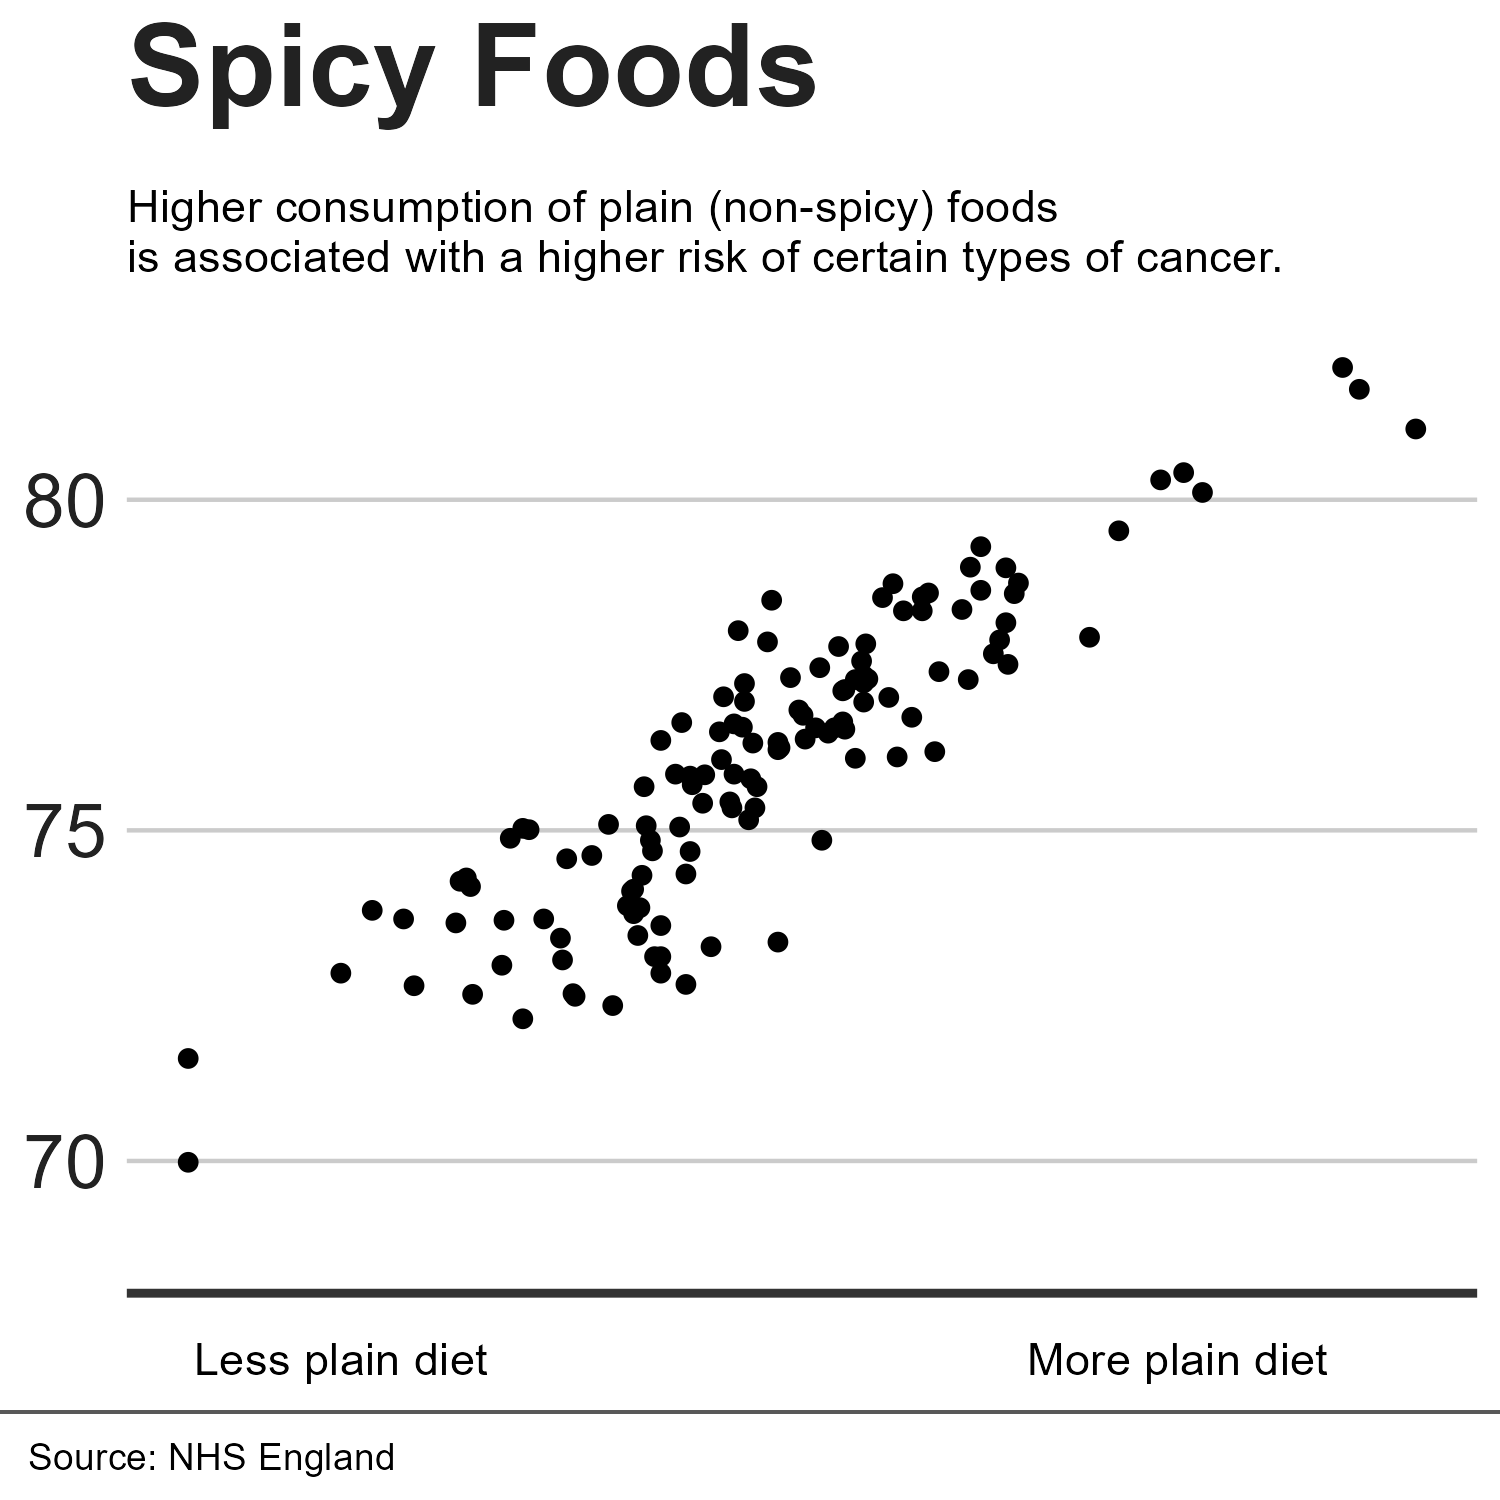 Spicy Foods
Higher consumption of plain (non-spicy) foods
is associated with a higher risk of certain types of cancer.
80
75
70
Less plain diet
More plain diet
Source: NHS England